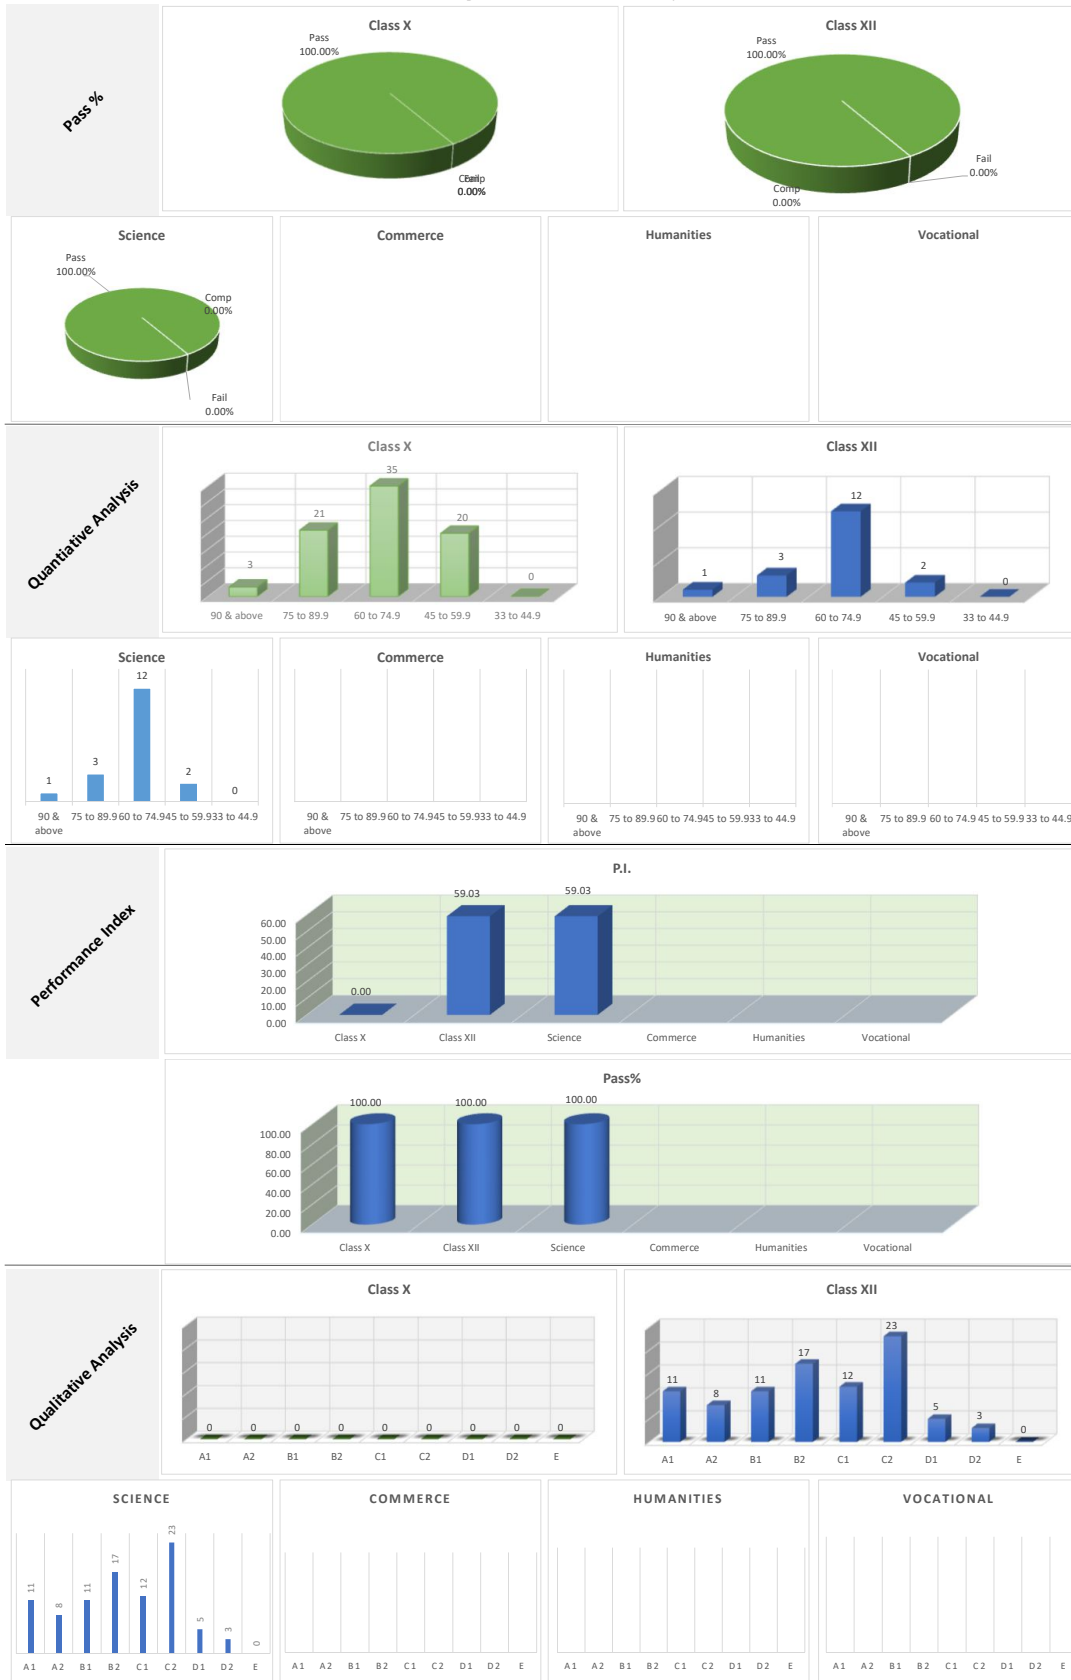 Pass %
Class X
Pass
100.00%
Comp
Fail
0.00%
0.00%
Class XII
Pass
100.00%
Fail
0.00%
Comp
0.00%
Science
Pass
100.00%
Comp
0.00%
Fail
0.00%
Commerce
Humanities
Vocational
Quantiative Analysis
Class X
3
21
35
20
0
90 & above 75 to 89.9 60 to 74.9 45 to 59.9 33 to 44.9
Class XII
1
3
12
2
0
90 & above 75 to 89.9 60 to 74.9 45 to 59.9 33 to 44.9
Science
1
3
12
2
0
90 & above 75 to 89.9 60 to 74.9 45 to 59.9 33 to 44.9
Commerce
90 & above 75 to 89.9 60 to 74.9 45 to 59.9 33 to 44.9
Humanities
90 & above 75 to 89.9 60 to 74.9 45 to 59.9 33 to 44.9
Vocational
90 & above 75 to 89.9 60 to 74.9 45 to 59.9 33 to 44.9
Performance Index
P.I.
60.00
50.00
40.00
30.00
20.00
10.00
0.00
0.00
59.03
59.03
Class X Class XII Science Commerce Humanities Vocational
Pass%
100.00
80.00
60.00
40.00
20.00
0.00
100.00
100.00
100.00
Class X Class XII Science Commerce Humanities Vocational
Qualitative Analysis
Class X
0 0 0 0 0 0 0 0 0
A1 A2 B1 B2 C1 C2 D1 D2 E
Class XII
11
8
11
17
12
23
5
3
0
A1 A2 B1 B2 C1 C2 D1 D2 E
SCIENCE
11
8
11
17
12
23
5
3
0
A1 A2 B1 B2 C1 C2 D1 D2 E
COMMERCE
A1 A2 B1 B2 C1 C2 D1 D2 E
HUMANITIES
A1 A2 B1 B2 C1 C2 D1 D2 E
VOCATIONAL
A1 A2 B1 B2 C1 C2 D1 D2 E